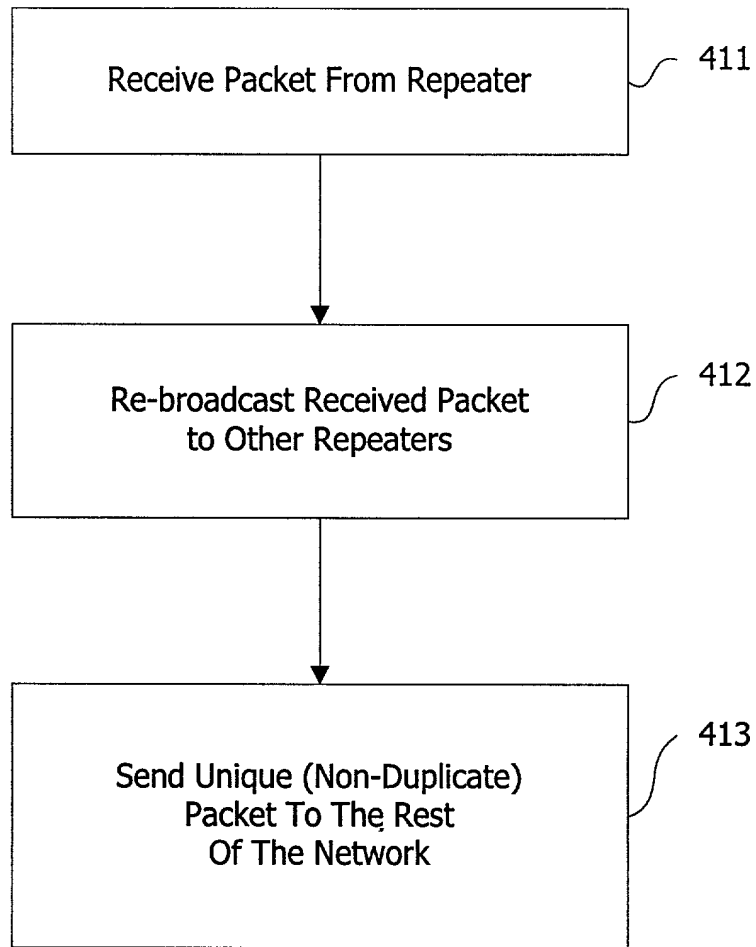 Receive Packet From Repeater
411
Re-broadcast Received Packet
to Other Repeaters
412
Send Unique (Non-Duplicate)
Packet To The Rest
Of The Network
413